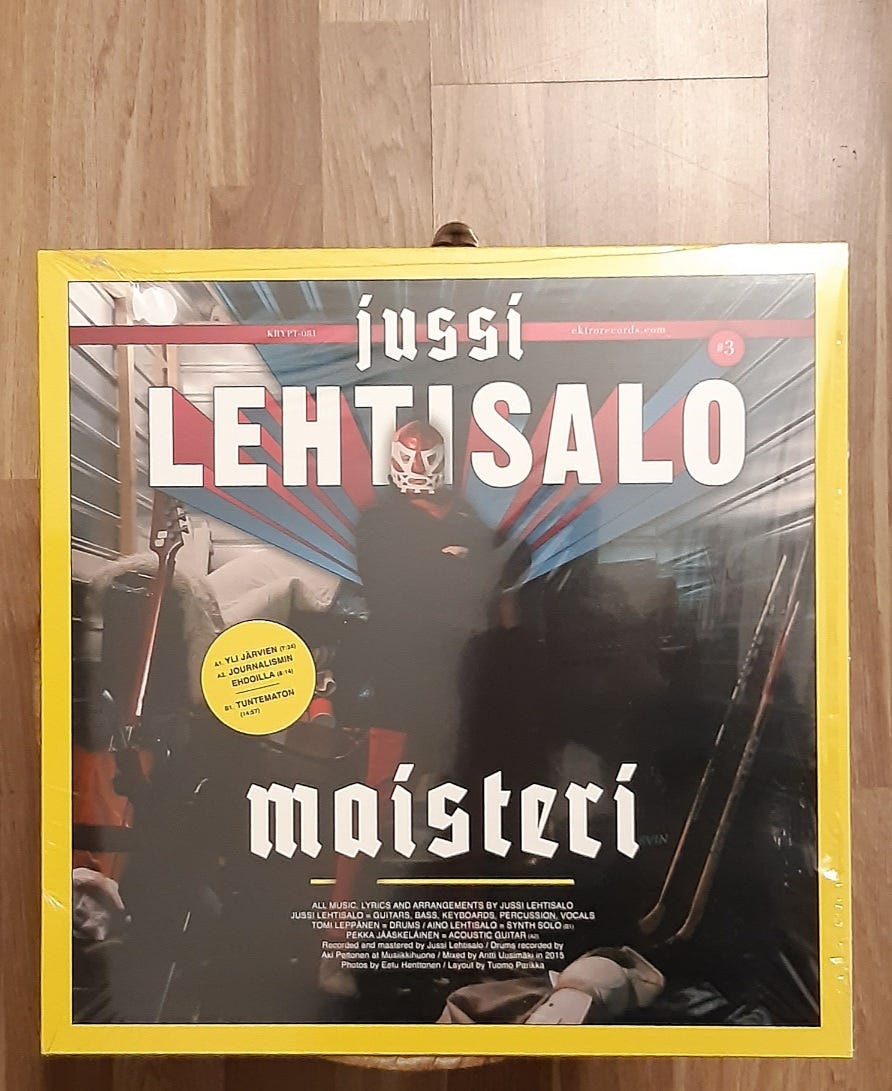 jussi
KRYPT-081
ektrorecords.com
#3
LEHTISALO
A1. YLI JÄRVIEN (7:24)
A2. JOURNALISMIN
EHDOILLA (8:14)
B1. TUNTEMATON
(14:57)
maisteri
ALL MUSIC, LYRICS AND ARRANGEMENTS BY JUSSI LEHTISALO
JUSSI LEHTISALO = GUITARS, BASS, KEYBOARDS, PERCUSSION, VOCALS
TOMI LEPPÄNEN = DRUMS / AINO LEHTISALO = SYNTH SOLO (B1)
PEKKA JÄÄSKELÄINEN = ACOUSTIC GUITAR (A2)
Recorded and mastered by Jussi Lehtisalo / Drums recorded by
Aki Peltonen at Musiikkihuone / Mixed by Antti Uusimäki in 2015
Photos by Eetu Henttonen / Layout by Tuomo Parikka